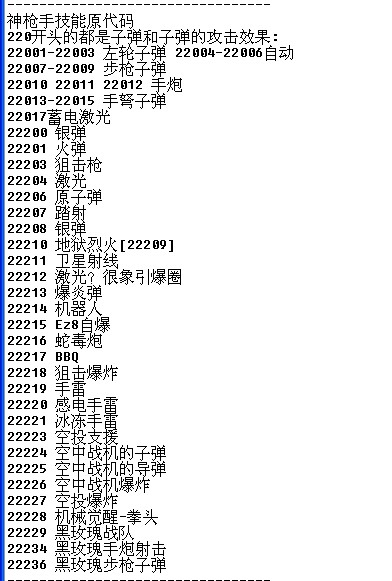 ---------------------------------
神枪手技能原代码
220开头的都是子弹和子弹的攻击效果:
22001-22003 左轮子弹 22004-22006自动
22007-22009 步枪子弹
22010 22011 22012 手炮
22013-22015 手弩子弹
22017蓄电激光
22200 银弹
22201 火弹
22203 狙击枪
22204 激光
22206 原子弹
22207 踏射
22208 银弹
22210 地狱烈火[22209]
22211 卫星射线
22212 激光? 很象引爆圈
22213 爆炎弹
22214 机器人
22215 Ez8自爆
22216 蛇毒炮
22217 BBQ
22218 狙击爆炸
22219 手雷
22220 感电手雷
22221 冰冻手雷
22223 空投支援
22224 空中战机的子弹
22225 空中战机的导弹
22226 空中战机爆炸
22227 空投爆炸
22228 机械觉醒-拳头
22229 黑玫瑰战队
22234 黑玫瑰手炮射击
22236 黑玫瑰步枪子弹
---------------------------------